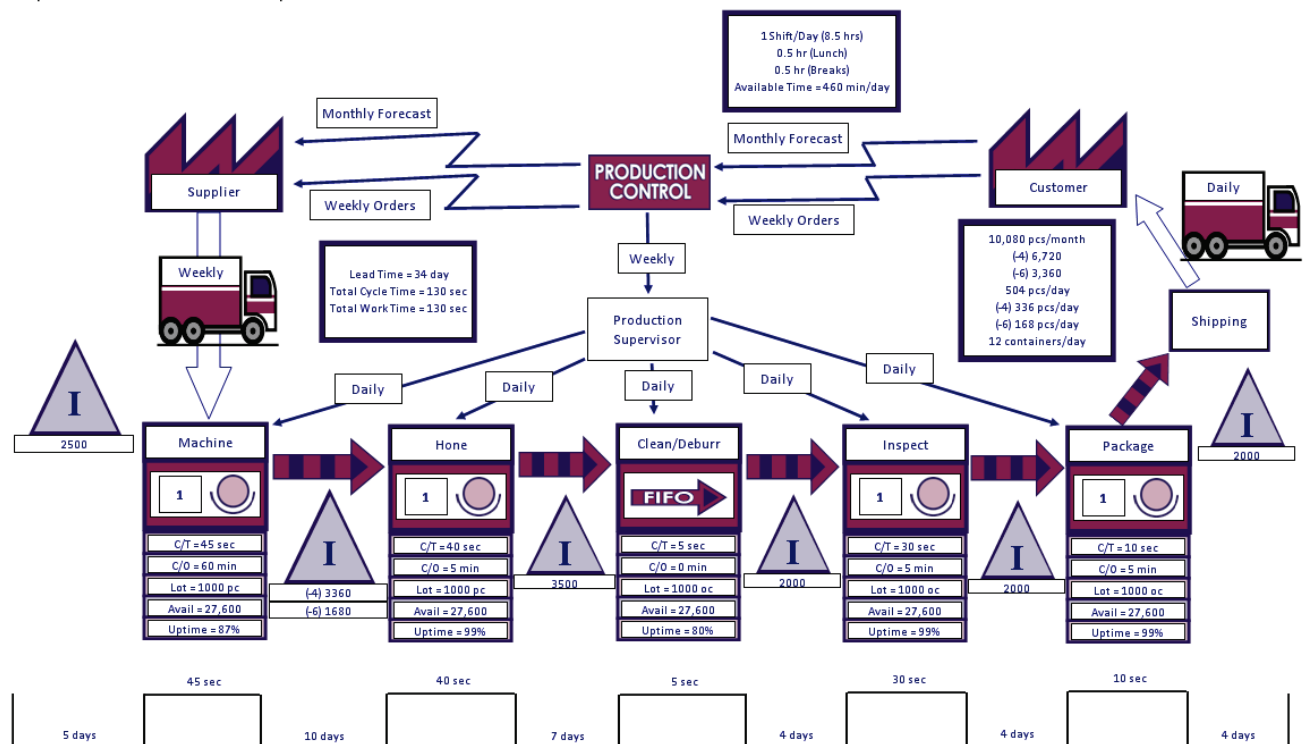 1 Shift/Day (8.5 hrs)
0.5 hr (Lunch)
0.5 hr (Breaks)
Available Time = 460 min/day
Monthly Forecast
Monthly Forecast
Supplier
PRODUCTION
CONTROL
Customer
Daily
Weekly Orders
Weekly Orders
Weekly
Weekly
Lead Time = 34 day
Total Cycle Time = 130 sec
Total Work Time = 130 sec
10,080 pcs/month
(-4) 6,720
(-6) 3,360
504 pcs/day
(-4) 336 pcs/day
(-6) 168 pcs/day
12 containers/day
Production
Supervisor
Shipping
Daily
Daily
Daily
Daily
Daily
I
2500
Machine
Hone
Clean/Deburr
Inspect
Package
I
2000
1
1
FIFO
1
1
I
(-4) 3360
(-6) 1680
I
3500
I
2000
I
2000
C/T = 45 sec
C/O = 60 min
Lot = 1000 pc
Avail = 27,600
Uptime = 87%
C/T = 40 sec
C/O = 5 min
Lot = 1000 pc
Avail = 27,600
Uptime = 99%
C/T = 5 sec
C/O = 0 min
Lot = 1000 oc
Avail = 27,600
Uptime = 80%
C/T = 30 sec
C/O = 5 min
Lot = 1000 oc
Avail = 27,600
Uptime = 99%
C/T = 10 sec
C/O = 5 min
Lot = 1000 oc
Avail = 27,600
Uptime = 99%
45 sec
40 sec
5 sec
30 sec
10 sec
5 days
10 days
7 days
4 days
4 days
4 days